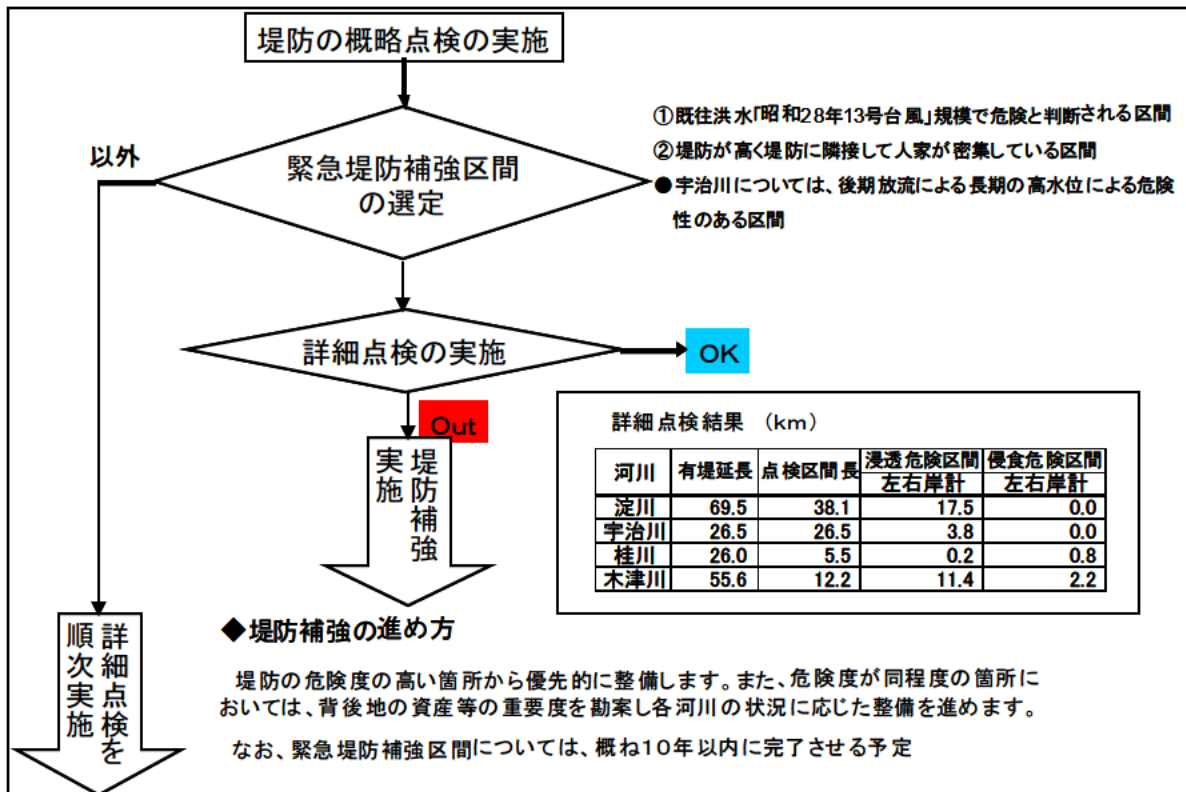 堤防の概略点検の実施
以外
緊急堤防補強区間
の選定
①既往洪水「昭和28年13号台風」規模で危険と判断される区間
②堤防が高く堤防に隣接して人家が密集している区間
●宇治川については、後期放流による長期の高水位による危険
性のある区間
詳細点検の実施
OK
Out
堤防補強
実施
詳細点検結果 (km)
河川 有堤延長 点検区間長 浸透危険区間 侵食危険区間
左右岸計 左右岸計
淀川 69.5 38.1 17.5 0.0
宇治川 26.5 26.5 3.8 0.0
桂川 26.0 5.5 0.2 0.8
木津川 55.6 12.2 11.4 2.2
詳細点検を
順次実施
◆堤防補強の進め方
堤防の危険度の高い箇所から優先的に整備します。また、危険度が同程度の箇所に
おいては、背後地の資産等の重要度を勘案し各河川の状況に応じた整備を進めます。
なお、緊急堤防補強区間については、概ね10年以内に完了させる予定